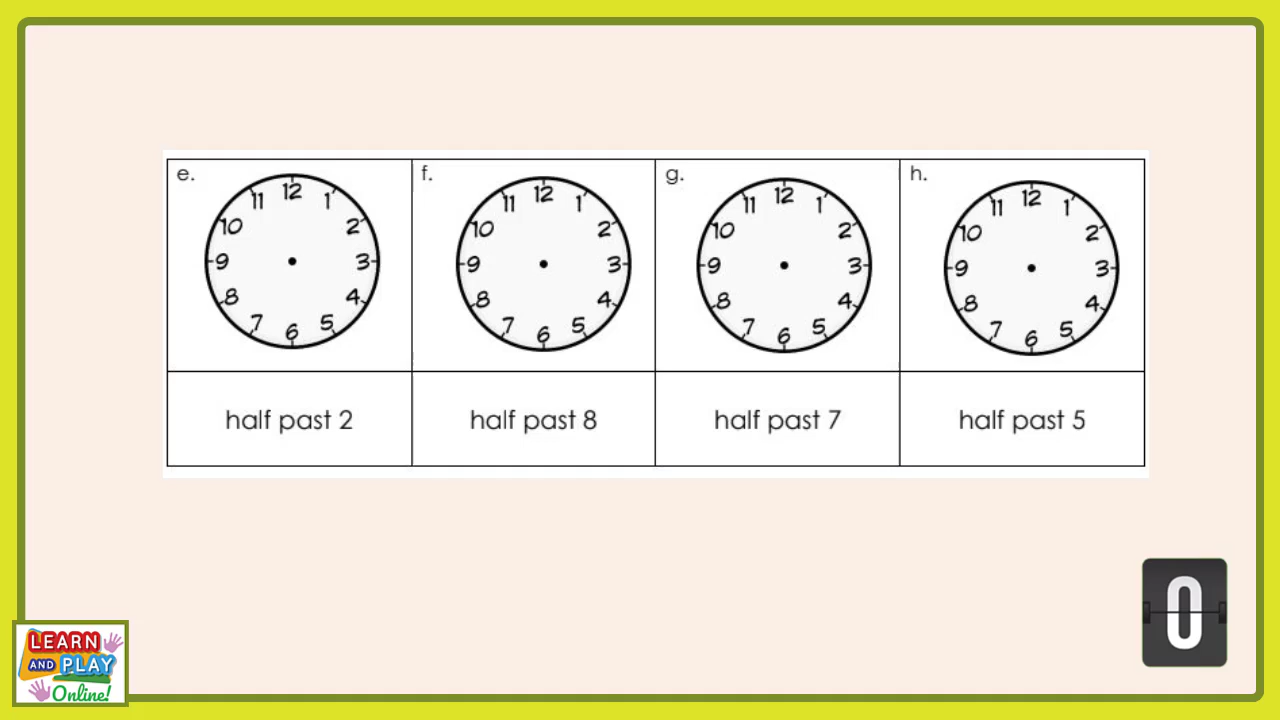 e. f. g. h.
12 12 12 12
11 1 11 1 11 1 11 1
10 2 10 2 10 2 10 2
9 3 9 3 9 3 9 3
8 4 8 4 8 4 8 4
7 5 7 5 7 5 7 5
6 6 6 6
half past 2 half past 8 half past 7 half past 5
0
LEARN
AND PLAY
Online!